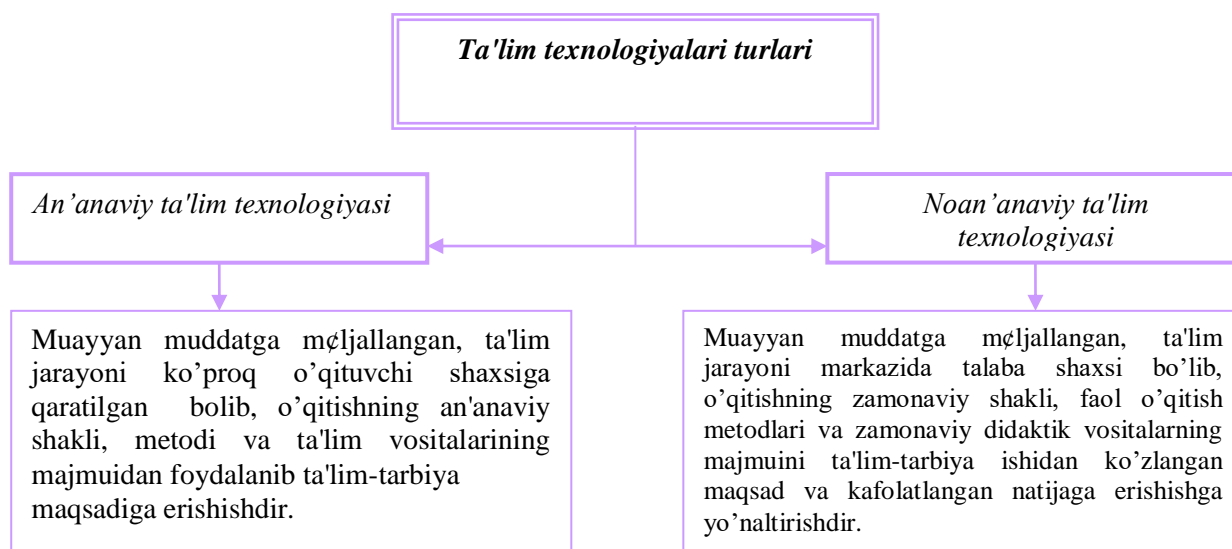 Ta'lim texnologiyalari turlari
An’anaviy ta'lim texnologiyasi
Noan’anaviy ta'lim
texnologiyasi
Muayyan muddatga m¢ljallangan, ta'lim
jarayoni ko’proq o’qituvchi shaxsiga
qaratilgan bolib, o’qitishning an'anaviy
shakli, metodi va ta'lim vositalarining
majmuidan foydalanib ta'lim-tarbiya
maqsadiga erishishdir.
Muayyan muddatga m¢ljallangan, ta'lim
jarayoni markazida talaba shaxsi bo’lib,
o’qitishning zamonaviy shakli, faol o’qitish
metodlari va zamonaviy didaktik vositalarning
majmuini ta'lim-tarbiya ishidan ko’zlangan
maqsad va kafolatlangan natijaga erishishga
yo’naltirishdir.